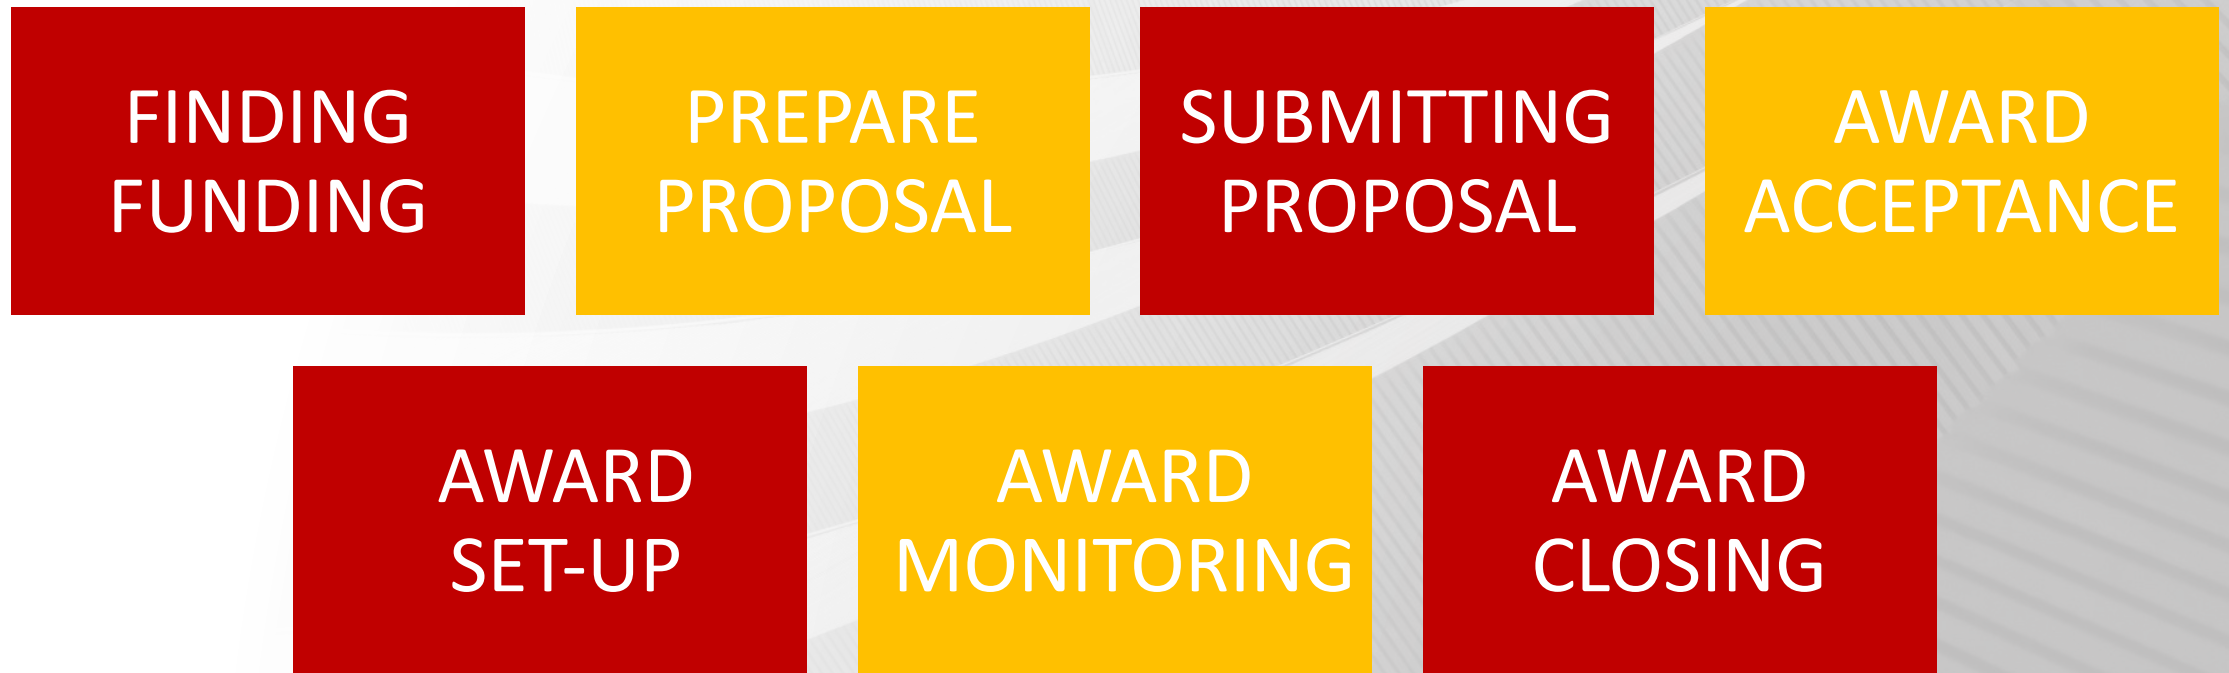 FINDING
FUNDING
PREPARE
PROPOSAL
SUBMITTING
PROPOSAL
AWARD
ACCEPTANCE
AWARD
SET-UP
AWARD
MONITORING
AWARD
CLOSING